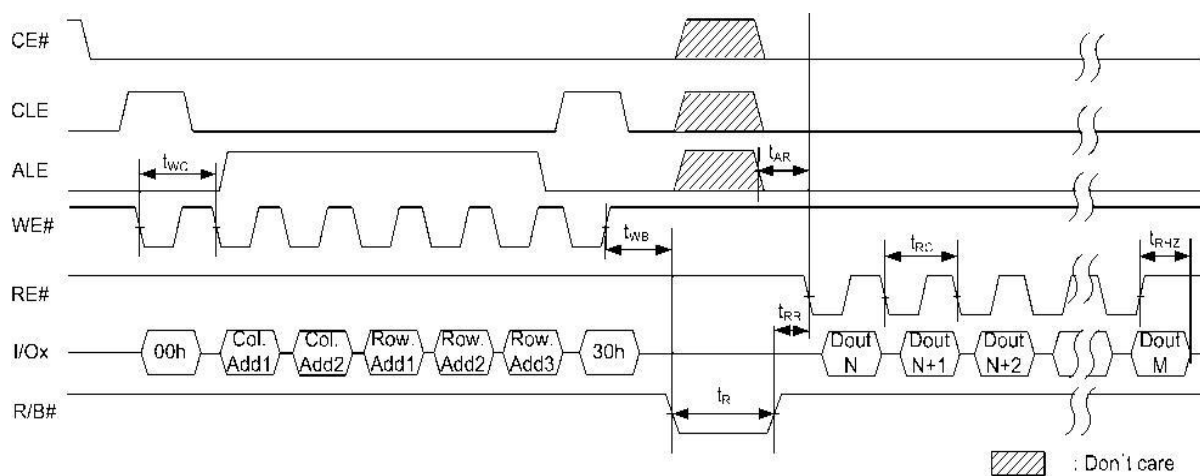 CE#
CLE
ALE
tWC
tAR
WE#
tWB
tRC
tRHZ
RE#
tRR
I/Ox
00h
Col. Add1
Col. Add2
Row. Add1
Row. Add2
Row. Add3
30h
Dout N
Dout N+1
Dout N+2
Dout M
R/B#
tR
: Don't care